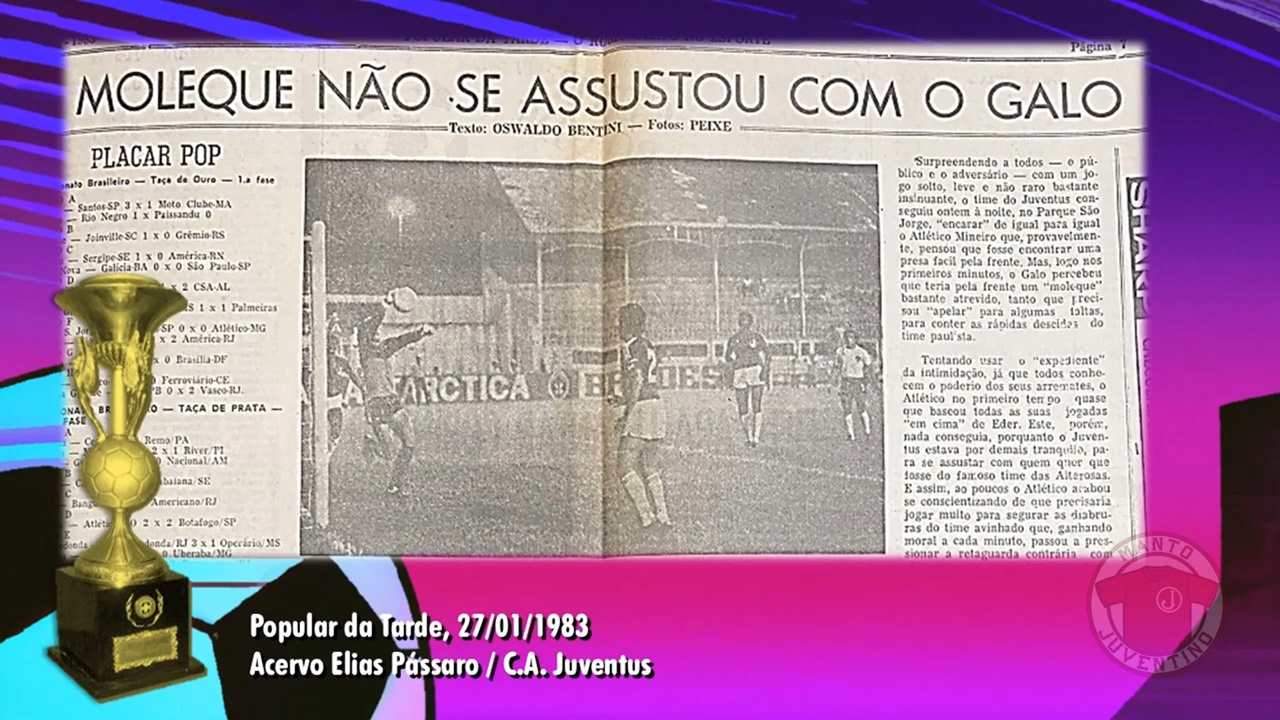 Página 7
MOLEQUE NÃO SE ASSUSTOU COM O GALO
Texto: OSWALDO BENTINI — Fotos: PEIXE
PLACAR POP
Brasileiro — Taça de Ouro — 1.a fase
A
— Santos-SP 3 x 1 Moto Clube-MA
— Rio Negro 1 x Paissandu 0
B
— Joinville-SC 1 x 0 Grêmio-RS
C
— Sergipe-SE 1 x 0 América-RN
— Galícia-BA 0 x 0 São Paulo-SP
D
x 2 CSA-AL
1 x 1 Palmeiras
F
SP 0 x 0 Atlético-MG
x 2 América-RJ
x 0 Brasília-DF
Ferroviário-CE
0 x 2 Vasco-RJ.
— TAÇA DE PRATA —
FASE
A
Remo/PA
x 1 River/PI
Nacional/AM
C
Americano/RJ
D
2 x 2 Botafogo/SP
E
/RJ 3 x 1 Operário/MS
0 Uberaba/MG
ARCTICA
Surpreendendo a todos — o pú-
blico e o adversário — com um jo-
go solto, leve e não raro bastante
insinuante, o time do Juventus con-
seguiu ontem à noite, no Parque São
Jorge, "encarar" de igual para igual
o Atlético Mineiro que, provavelmen-
te, pensou que fosse encontrar uma
presa facil pela frente. Mas, logo nos
primeiros minutos, o Galo percebeu
que teria pela frente um "moleque"
bastante atrevido, tanto que preci-
sou "apelar" para algumas faltas,
para conter as rápidas descidas do
time paulista.
Tentando usar o "expediente"
da intimidação, já que todos conhe-
cem o poderio dos seus arremates, o
Atlético no primeiro tempo quase
que baseou todas as suas jogadas
"em cima" de Eder. Este, porém,
nada conseguia, porquanto o Juven-
tus estava por demais tranquilo, pa-
ra se assustar com quem quer que
fosse do famoso time das Alterosas.
E assim, ao poucos o Atlético acabou
se conscientizando de que precisaria
jogar muito para segurar as diabru-
ras do time avinhado que, ganhando
moral a cada minuto, passou a pres-
sionar a retaguarda contrária com
SHARP
MANTO
J
JUVENTINO
Popular da Tarde, 27/01/1983
Acervo Elias Pássaro / C.A. Juventus